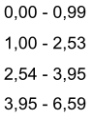 0,00 - 0,99
1,00 - 2,53
2,54 - 3,95
3,95 - 6,59